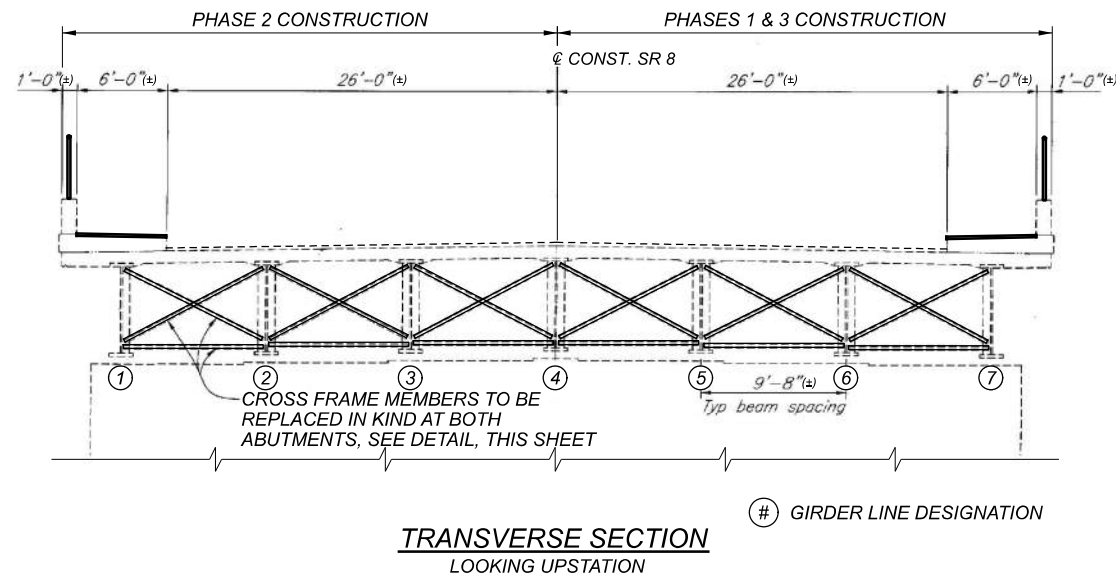 PHASE 2 CONSTRUCTION
PHASES 1 & 3 CONSTRUCTION
℄ CONST. SR 8
1'-0"(±)
6'-0"(±)
26'-0"(±)
26'-0"(±)
6'-0"(±)
1'-0"(±)
1
2
3
4
5
6
7
9'-8"(±)
Typ beam spacing
CROSS FRAME MEMBERS TO BE
REPLACED IN KIND AT BOTH
ABUTMENTS, SEE DETAIL, THIS SHEET
# GIRDER LINE DESIGNATION
TRANSVERSE SECTION
LOOKING UPSTATION